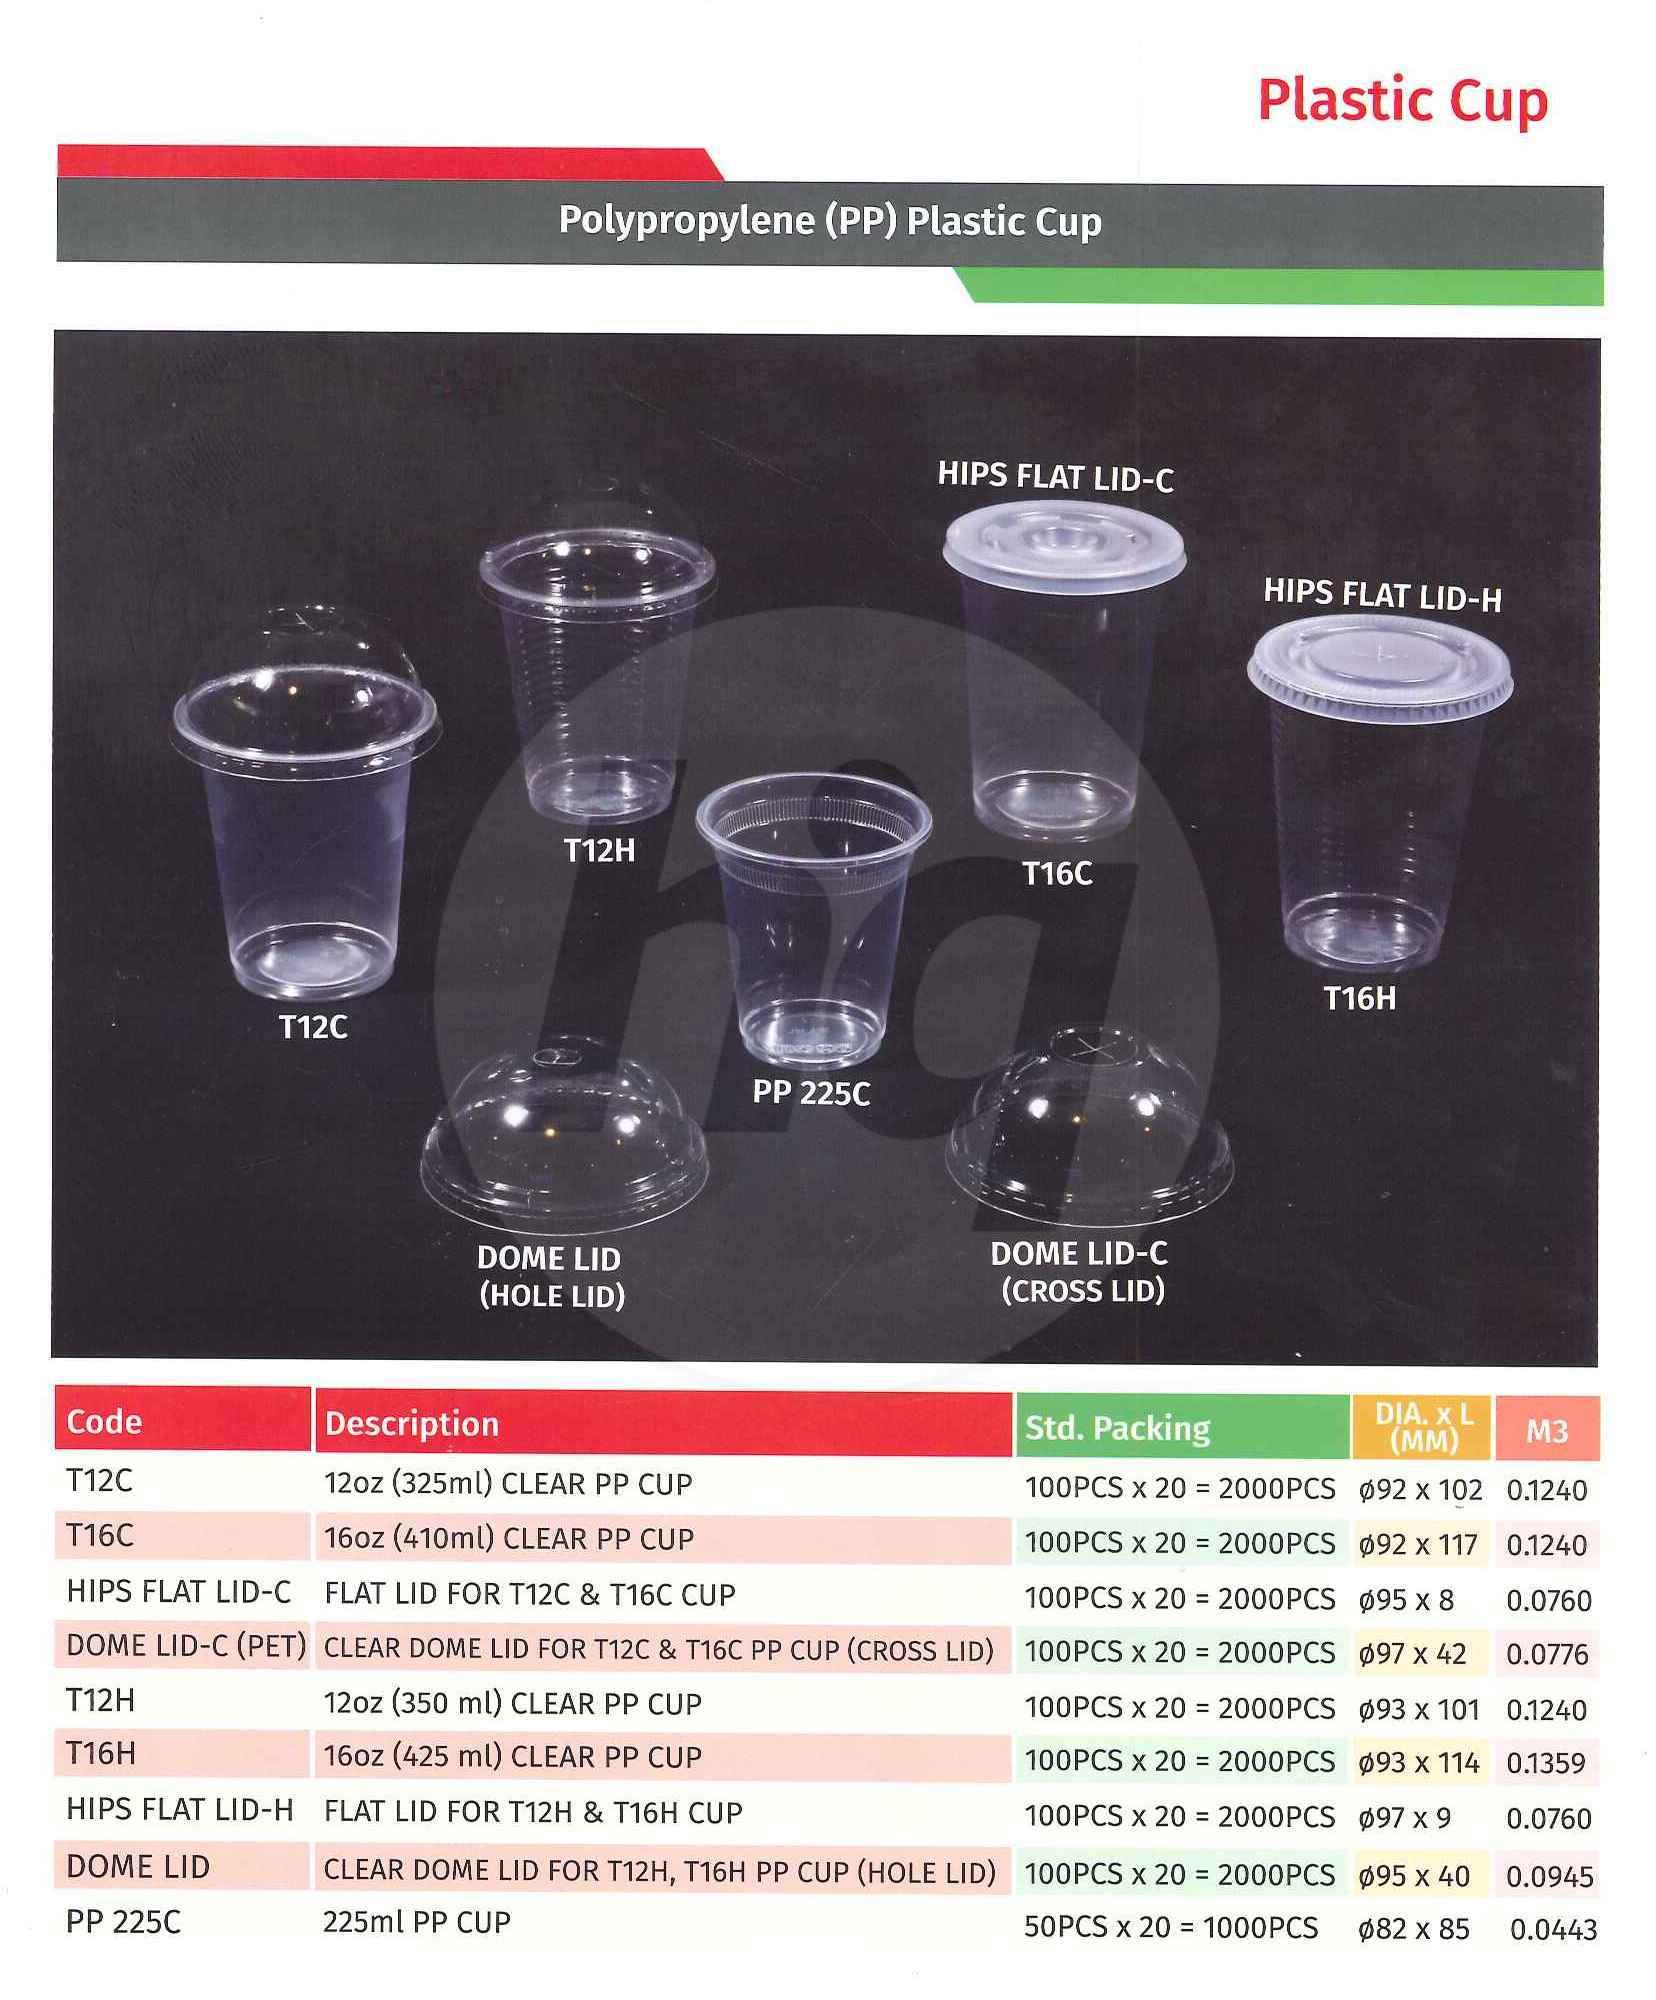 Plastic Cup
Polypropylene (PP) Plastic Cup
HIPS FLAT LID-C
HIPS FLAT LID-H
T12H
T16C
T16H
T12C
PP 225C
DOME LID
(HOLE LID)
DOME LID-C
(CROSS LID)
hq
Code Description Std. Packing DIA. x L (MM) M3
T12C 12oz (325ml) CLEAR PP CUP 100PCS x 20 = 2000PCS ø92 x 102 0.1240
T16C 16oz (410ml) CLEAR PP CUP 100PCS x 20 = 2000PCS ø92 x 117 0.1240
HIPS FLAT LID-C FLAT LID FOR T12C & T16C CUP 100PCS x 20 = 2000PCS ø95 x 8 0.0760
DOME LID-C (PET) CLEAR DOME LID FOR T12C & T16C PP CUP (CROSS LID) 100PCS x 20 = 2000PCS ø97 x 42 0.0776
T12H 12oz (350 ml) CLEAR PP CUP 100PCS x 20 = 2000PCS ø93 x 101 0.1240
T16H 16oz (425 ml) CLEAR PP CUP 100PCS x 20 = 2000PCS ø93 x 114 0.1359
HIPS FLAT LID-H FLAT LID FOR T12H & T16H CUP 100PCS x 20 = 2000PCS ø97 x 9 0.0760
DOME LID CLEAR DOME LID FOR T12H, T16H PP CUP (HOLE LID) 100PCS x 20 = 2000PCS ø95 x 40 0.0945
PP 225C 225ml PP CUP 50PCS x 20 = 1000PCS ø82 x 85 0.0443